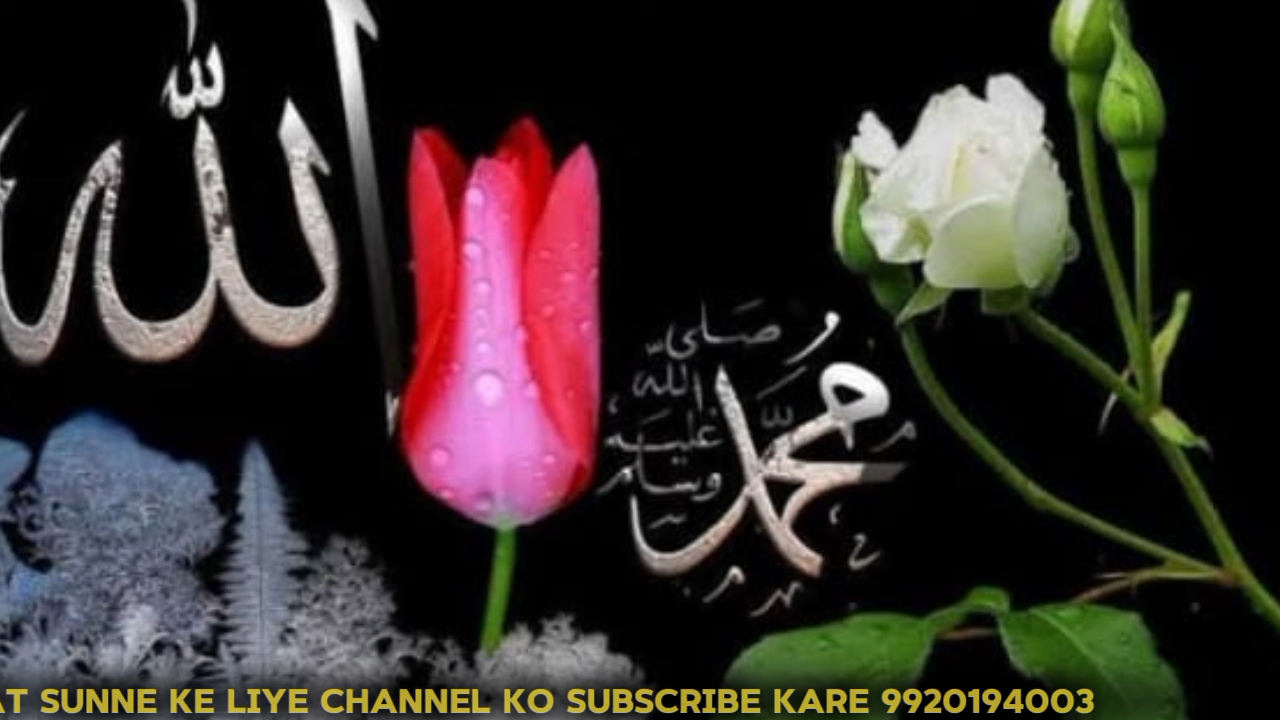 الله
محمد
صلى
الله
عليه
وسلم
AT SUNNE KE LIYE CHANNEL KO SUBSCRIBE KARE 9920194003